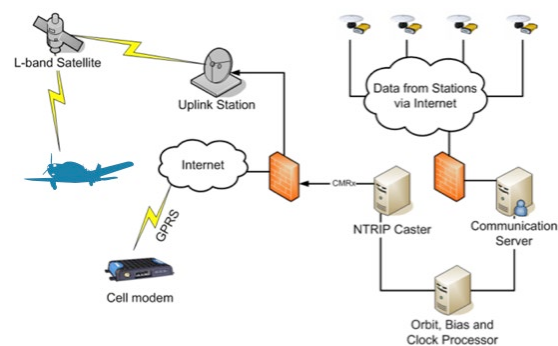 L-band Satellite
Uplink Station
Data from Stations
via Internet
Internet
CMRx
GPRS
NTRIP Caster
Communication
Server
Cell modem
Orbit, Bias and
Clock Processor